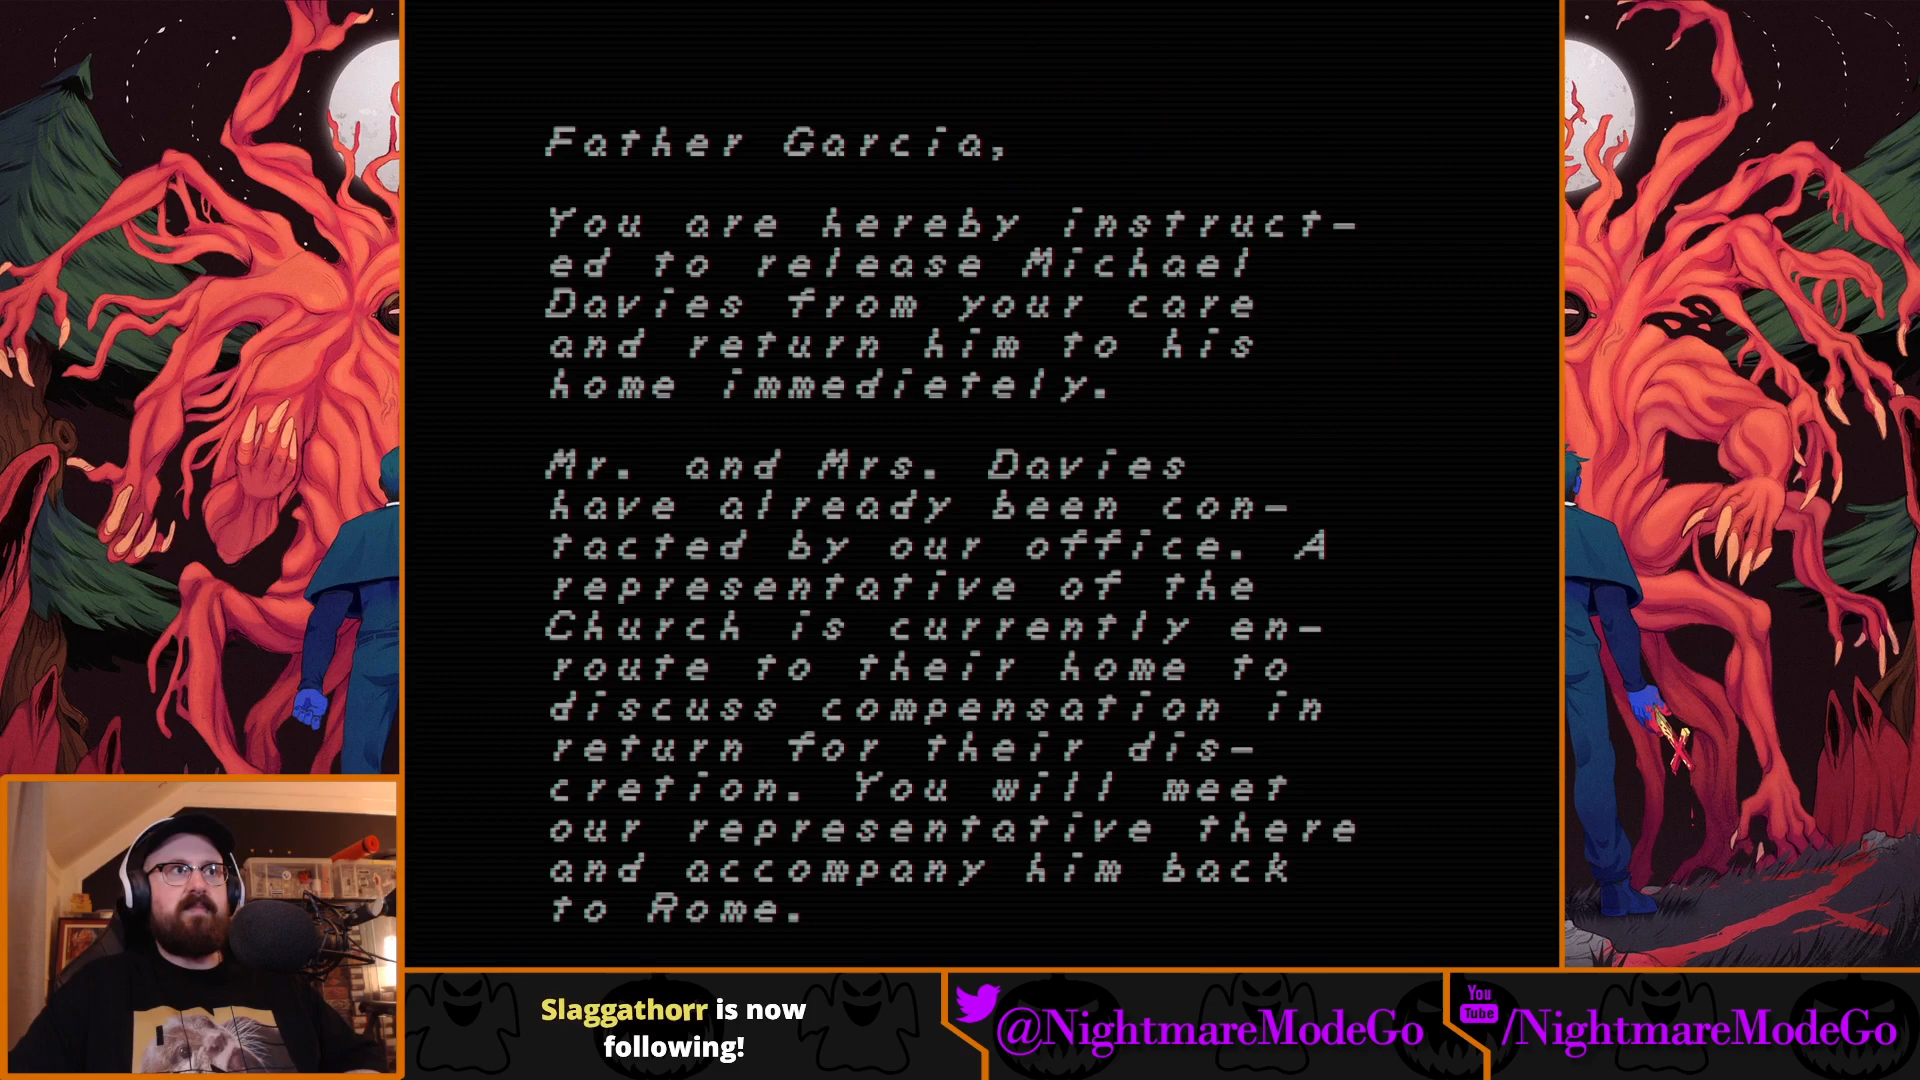 Father Garcia,
You are hereby instruct-
ed to release Michael
Davies from your care
and return him to his
home immedietely.
Mr. and Mrs. Davies
have already been con-
tacted by our office. A
representative of the
Church is currently en-
route to their home to
discuss compensation in
return for their dis-
cretion. You will meet
our representative there
and accompany him back
to Rome.
Slaggathorr is now
following!
@NightmareModeGo
You
Tube
/NightmareModeGo